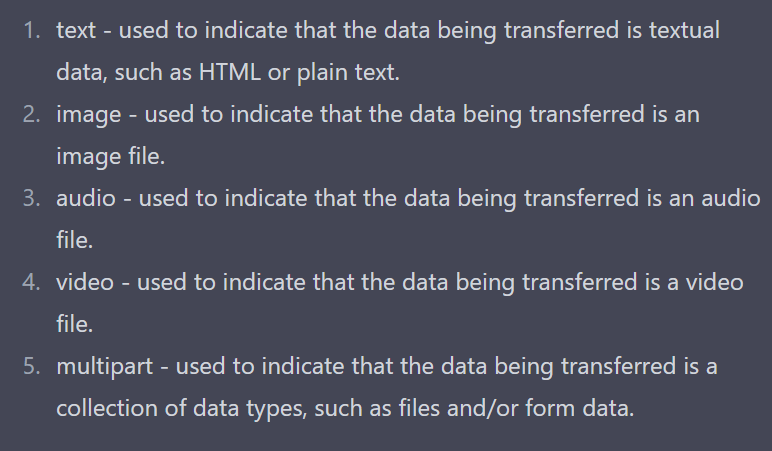 1. text - used to indicate that the data being transferred is textual
data, such as HTML or plain text.
2. image - used to indicate that the data being transferred is an
image file.
3. audio - used to indicate that the data being transferred is an audio
file.
4. video - used to indicate that the data being transferred is a video
file.
5. multipart - used to indicate that the data being transferred is a
collection of data types, such as files and/or form data.